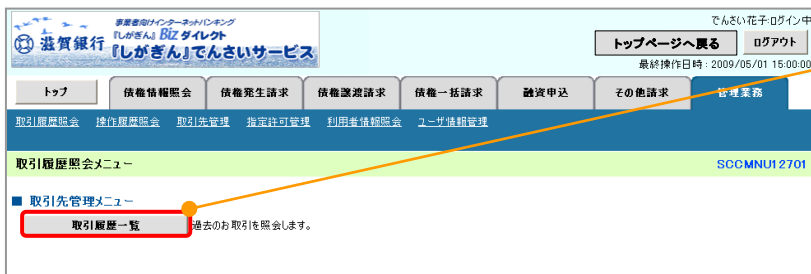 でんさい花子:ログイン中
滋賀銀行
事業者向けインターネットバンキング
『しがぎん』Biz ダイレクト
『しがぎん』でんさいサービス
トップページへ戻る ログアウト
最終操作日時：2009/05/01 15:00:00
トップ 債権情報照会 債権発生請求 債権譲渡請求 債権一括請求 融資申込 その他請求 管理業務
取引履歴照会 操作履歴照会 取引先管理 指定許可管理 利用者情報照会 ユーザ情報管理
取引履歴照会メニュー SCCMNU12701
■ 取引先管理メニュー
取引履歴一覧 過去のお取引を照会します。